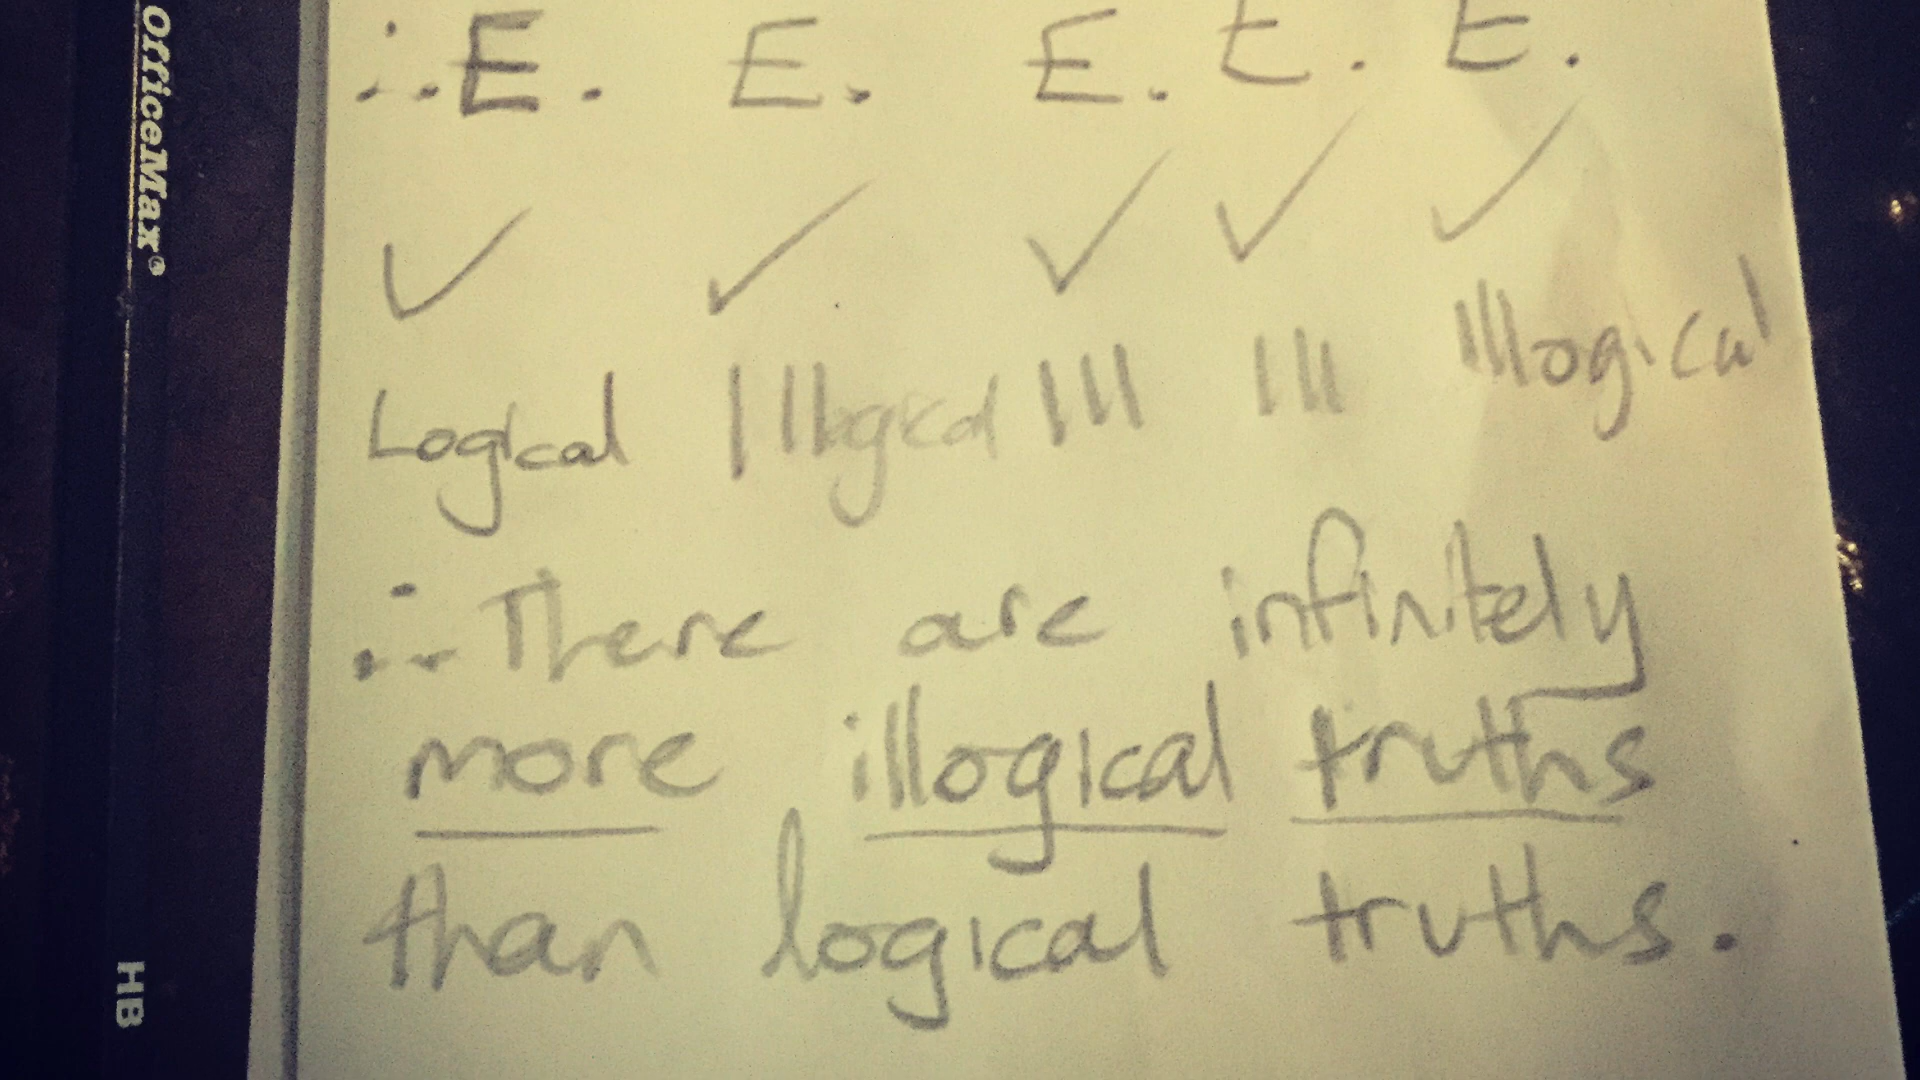 OfficeMax®
HB
∴ E. E. E. E. E.
✓ ✓ ✓ ✓ ✓
Logical Illogical Ill Ill Illogical
∴ There are infinitely
more illogical truths
than logical truths.